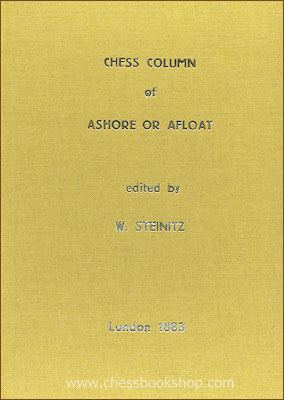 CHESS COLUMN
of
ASHORE OR AFLOAT
edited by
W. STEINITZ
London 1883
www.chessbookshop.com